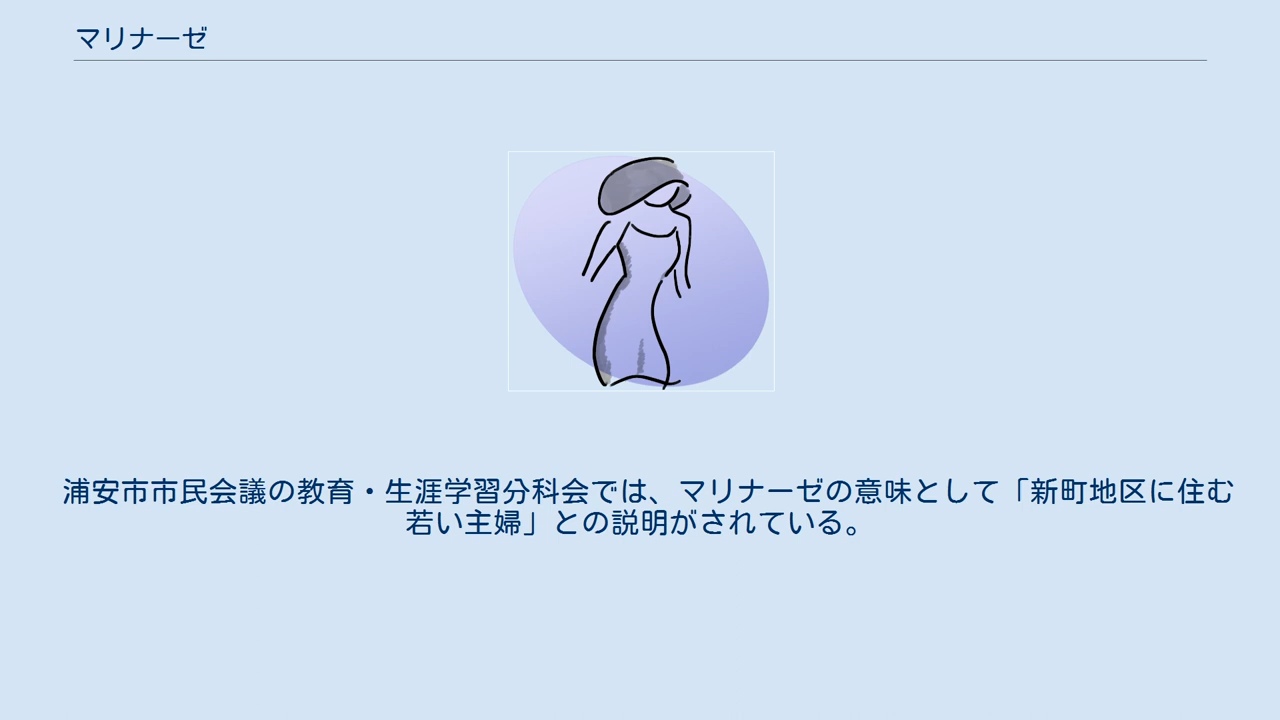 マリナーゼ
浦安市市民会議の教育・生涯学習分科会では、マリナーゼの意味として「新町地区に住む
若い主婦」との説明がされている。